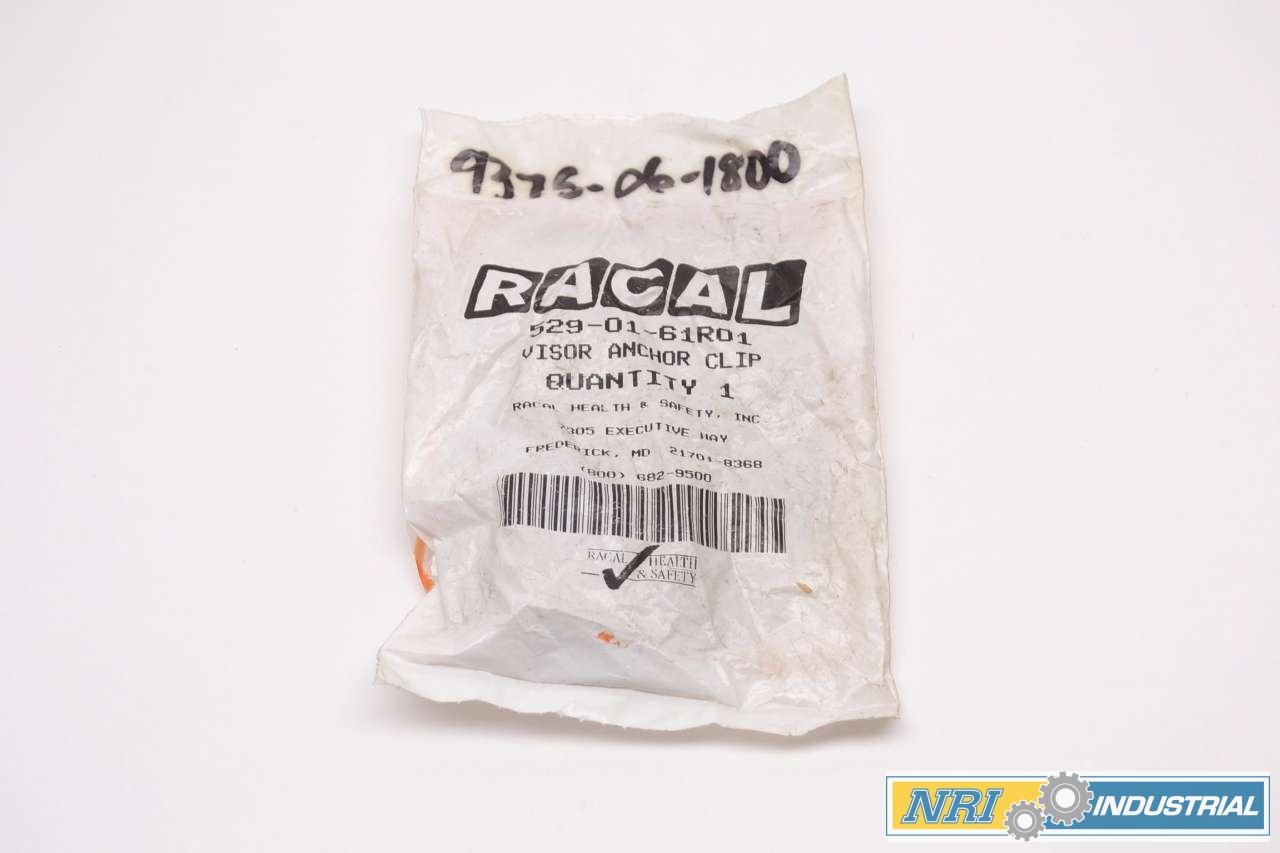 9375-06-1800
RACAL
529-01-61R01
VISOR ANCHOR CLIP
QUANTITY 1
RACAL HEALTH & SAFETY, INC
7305 EXECUTIVE WAY
FREDERICK, MD 21701-8368
(800) 682-9500
RACAL HEALTH
& SAFETY
NRI INDUSTRIAL